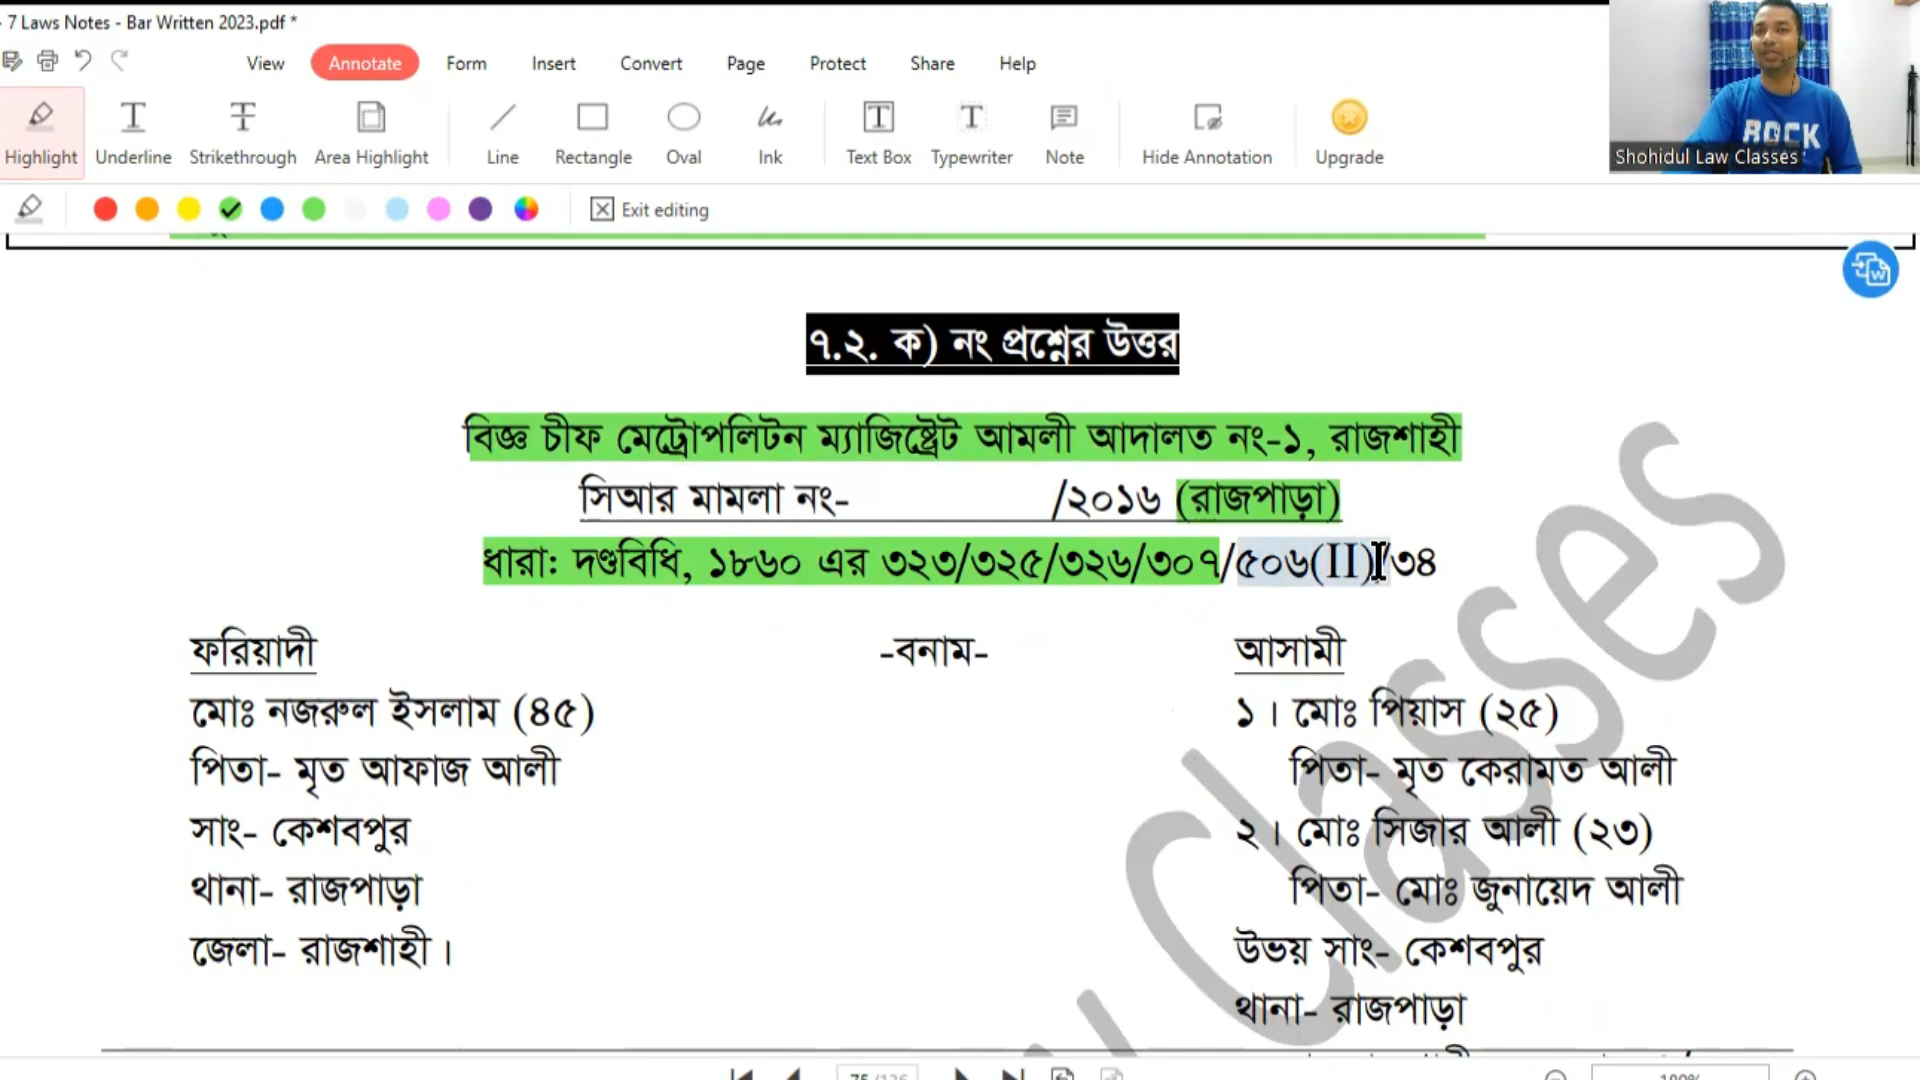 - 7 Laws Notes - Bar Written 2023.pdf *
View Annotate Form Insert Convert Page Protect Share Help
Highlight Underline Strikethrough Area Highlight Line Rectangle Oval Ink Text Box Typewriter Note Hide Annotation Upgrade
ROCK
Shohidul Law Classes
Exit editing
৭.২. ক) নং প্রশ্নের উত্তর
বিজ্ঞ চীফ মেট্রোপলিটন ম্যাজিষ্ট্রেট আমলী আদালত নং-১, রাজশাহী
সিআর মামলা নং- /২০১৬ (রাজপাড়া)
ধারা: দণ্ডবিধি, ১৮৬০ এর ৩২৩/৩২৫/৩২৬/৩০৭/৫০৬(II)/৩৪
ফরিয়াদী -বনাম- আসামী
মোঃ নজরুল ইসলাম (৪৫) ১। মোঃ পিয়াস (২৫)
পিতা- মৃত আফাজ আলী পিতা- মৃত কেরামত আলী
সাং- কেশবপুর ২। মোঃ সিজার আলী (২৩)
থানা- রাজপাড়া পিতা- মোঃ জুনায়েদ আলী
জেলা- রাজশাহী। উভয় সাং- কেশবপুর
থানা- রাজপাড়া
Classes